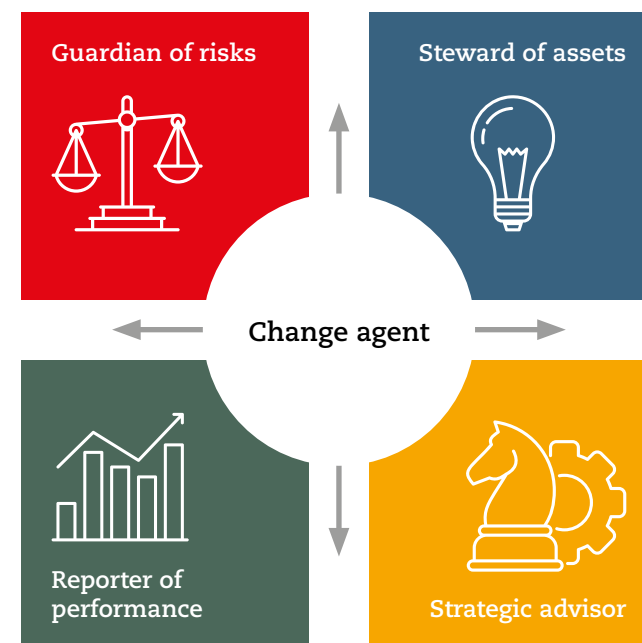 Guardian of risks
Steward of assets
Change agent
Reporter of
performance
Strategic advisor